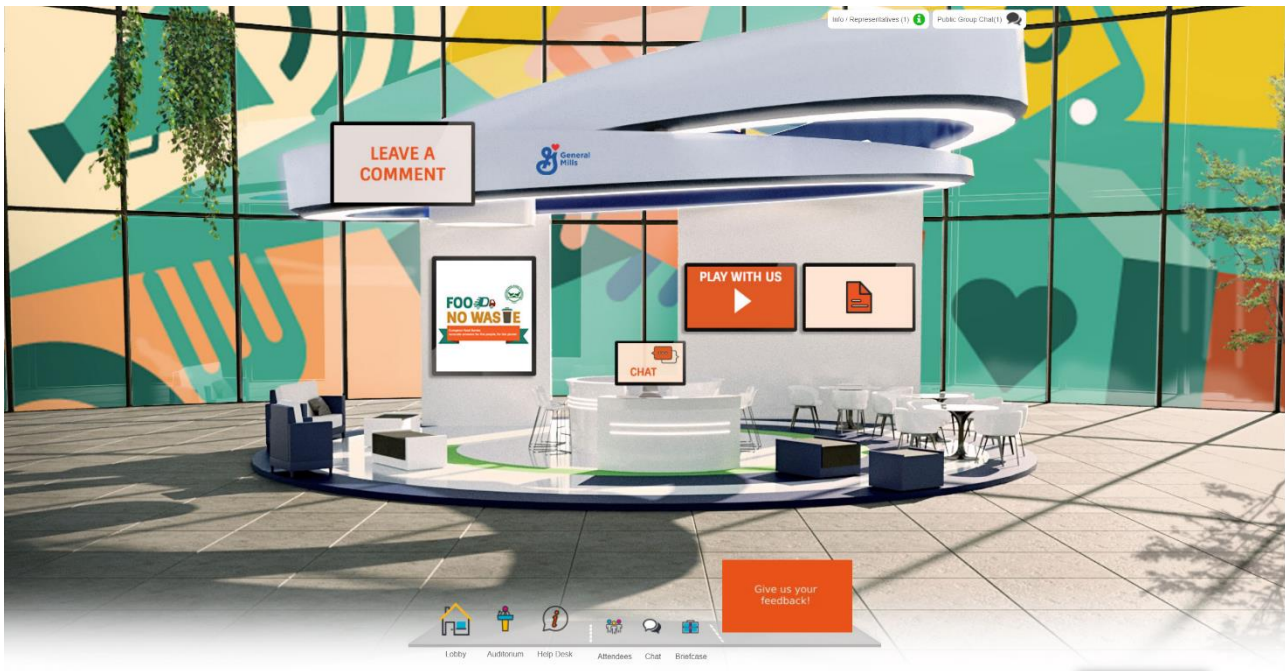 Info / Representatives (1)
Public Group Chat(1)
LEAVE A
COMMENT
General
Mills
PLAY WITH US
FOOD
NO WASTE
CHAT
Give us your
feedback!
Lobby
Auditorium
Help Desk
Attendees
Chat
Briefcase